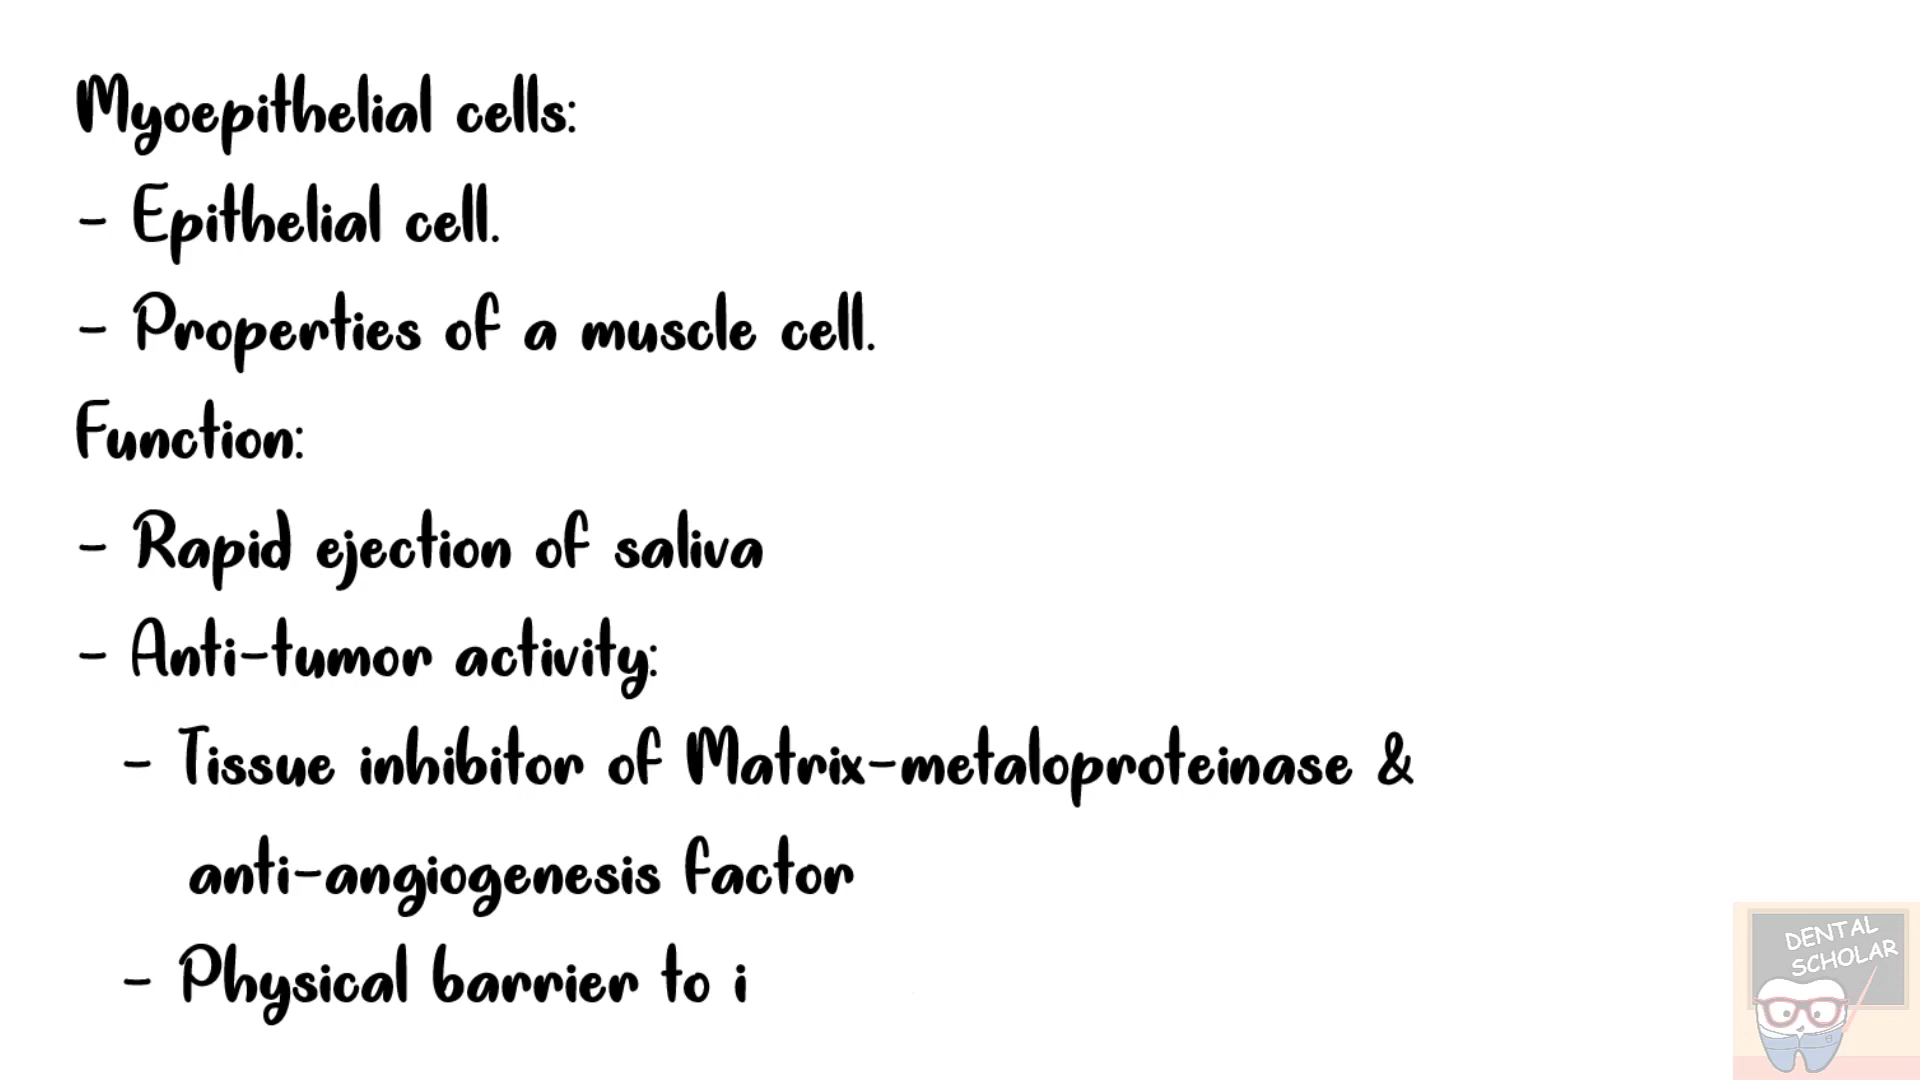 Myoepithelial cells:
- Epithelial cell.
- Properties of a muscle cell.
Function:
- Rapid ejection of saliva
- Anti-tumor activity:
- Tissue inhibitor of Matrix-metaloproteinase &
anti-angiogenesis factor
- Physical barrier to i
DENTAL
SCHOLAR